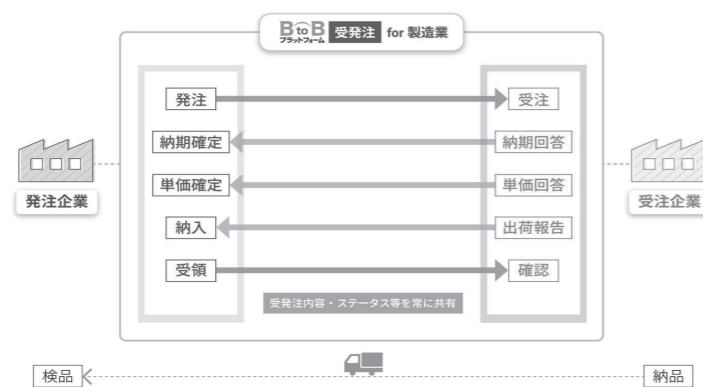 BtoB
プラットフォーム 受発注 for 製造業
発注 受注
納期確定 納期回答
単価確定 単価回答
発注企業 受注企業
納入 出荷報告
受領 確認
受発注内容・ステータス等を常に共有
検品 納品